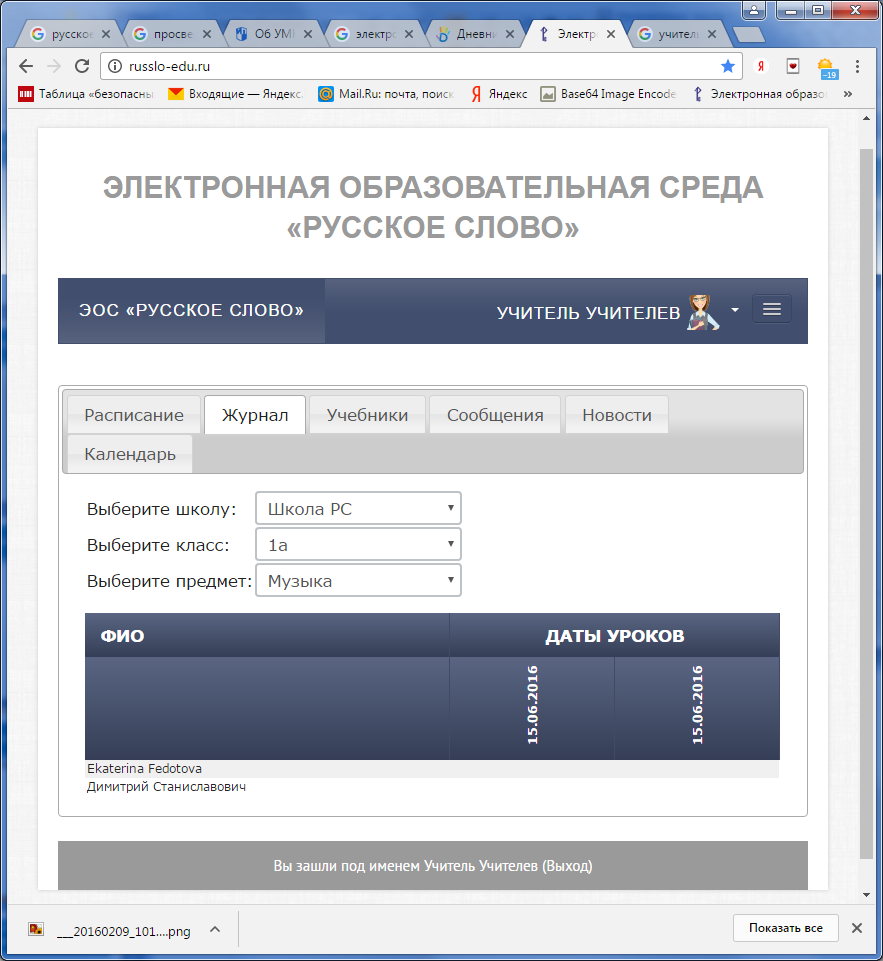 русское
просве
Об УМК
электро
Дневни
Электр
учитель
russlo-edu.ru
-19
Таблица «безопасны
Входящие — Яндекс.
Mail.Ru: почта, поиск
Яндекс
Base64 Image Encode
Электронная образо
»
ЭЛЕКТРОННАЯ ОБРАЗОВАТЕЛЬНАЯ СРЕДА
«РУССКОЕ СЛОВО»
ЭОС «РУССКОЕ СЛОВО»
УЧИТЕЛЬ УЧИТЕЛЕВ
Расписание
Журнал
Учебники
Сообщения
Новости
Календарь
Выберите школу: Школа РС
Выберите класс: 1а
Выберите предмет: Музыка
ФИО
ДАТЫ УРОКОВ
15.06.2016
15.06.2016
Ekaterina Fedotova
Димитрий Станиславович
Вы зашли под именем Учитель Учителев (Выход)
___20160209_101....png
Показать все